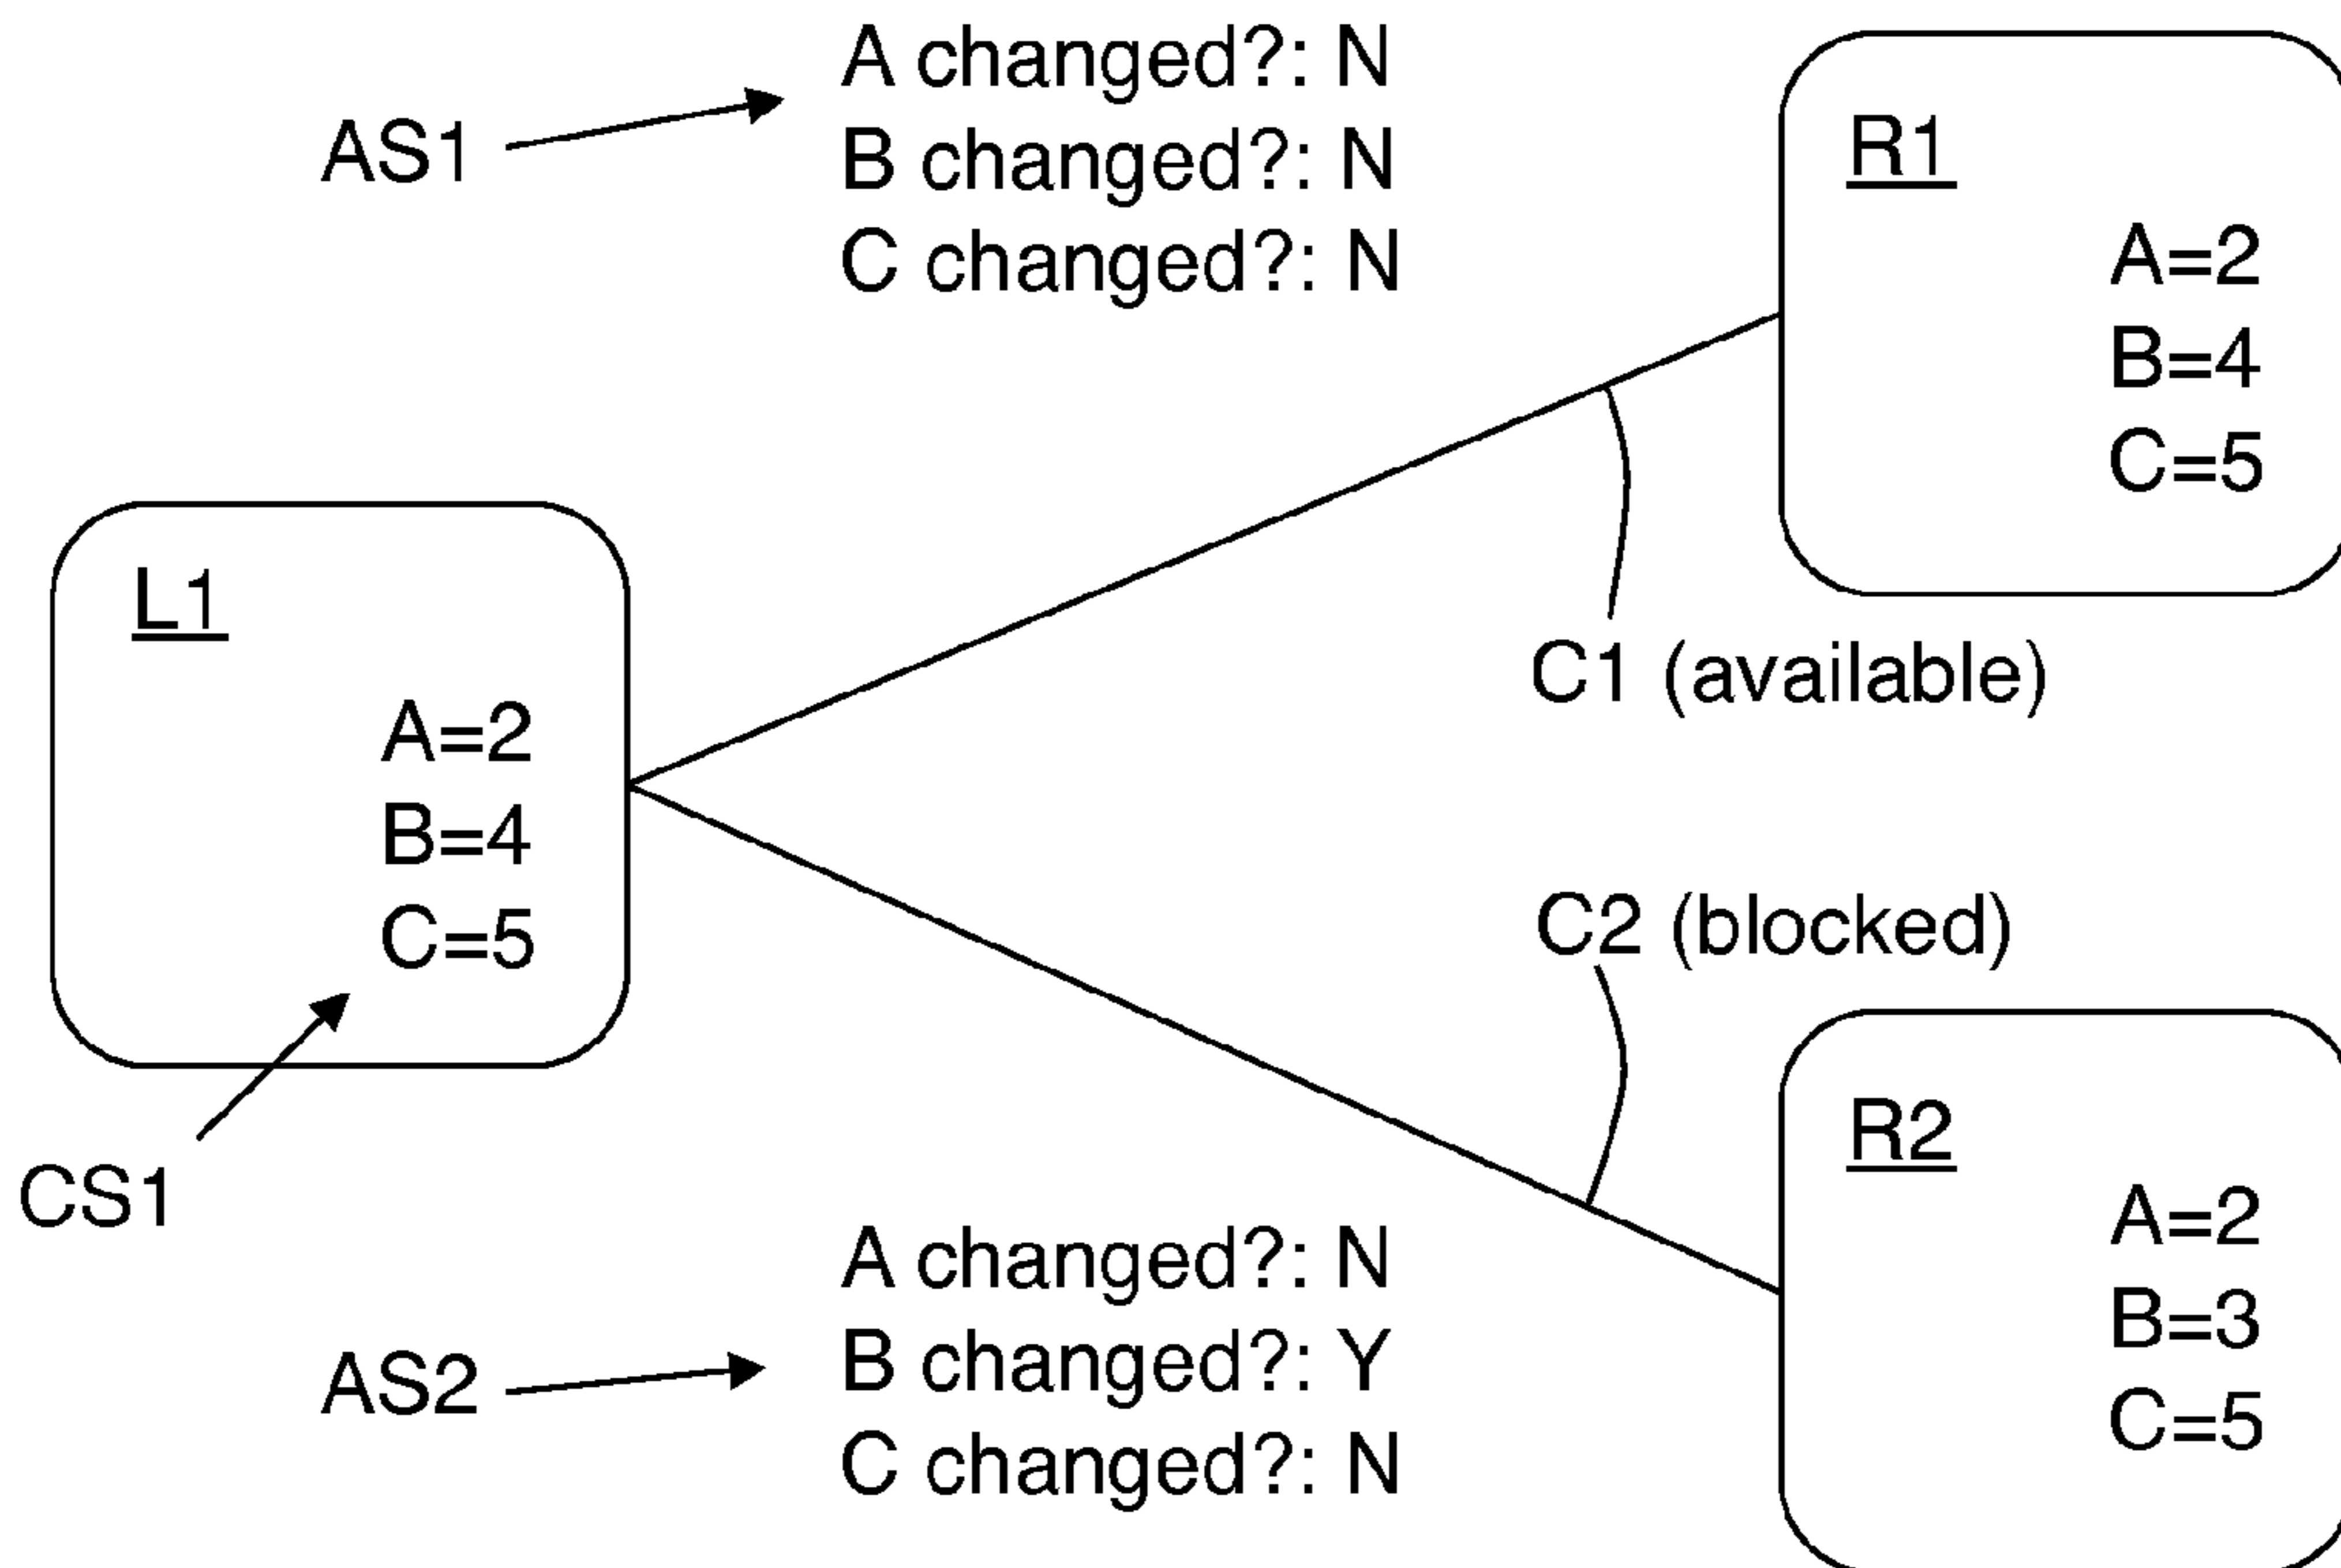 A changed?: N
AS1
B changed?: N
C changed?: N
R1
A=2
B=4
C=5
C1 (available)
L1
A=2
B=4
C=5
CS1
C2 (blocked)
R2
A=2
B=3
C=5
A changed?: N
AS2
B changed?: Y
C changed?: N